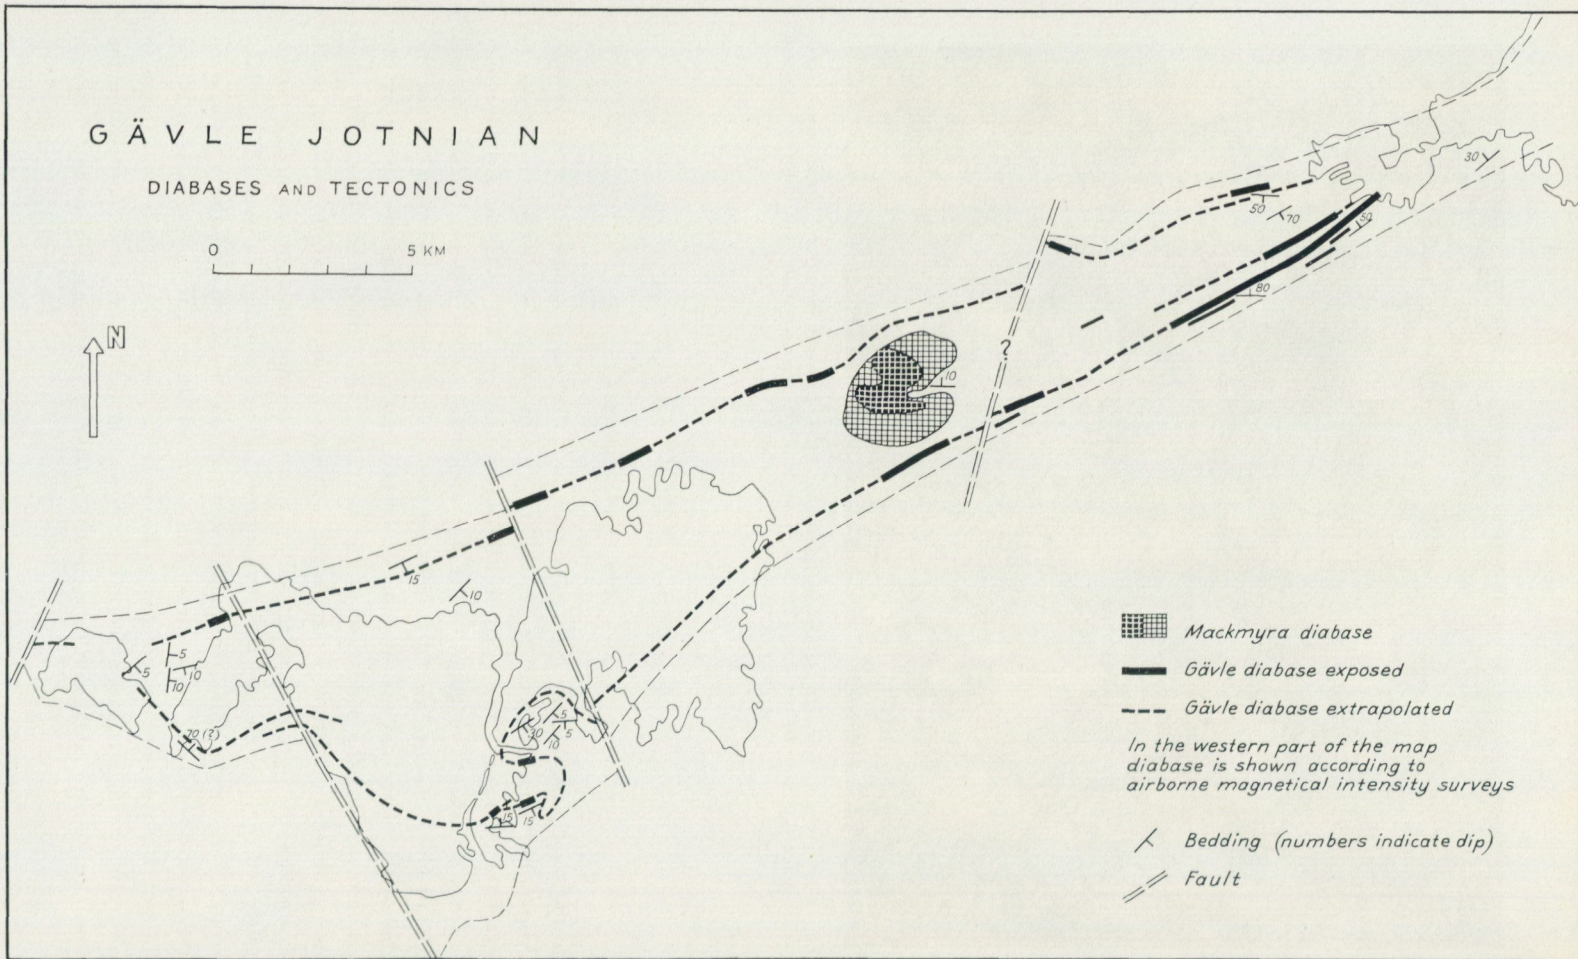 GÄVLE JOTNIAN
DIABASES AND TECTONICS
0 5 KM
N
30
50
70
50
80
?
10
15
10
5
5
10
10
70 (?)
5
10
5
10
15
15
Mackmyra diabase
Gävle diabase exposed
Gävle diabase extrapolated
In the western part of the map
diabase is shown according to
airborne magnetical intensity surveys
Bedding (numbers indicate dip)
Fault